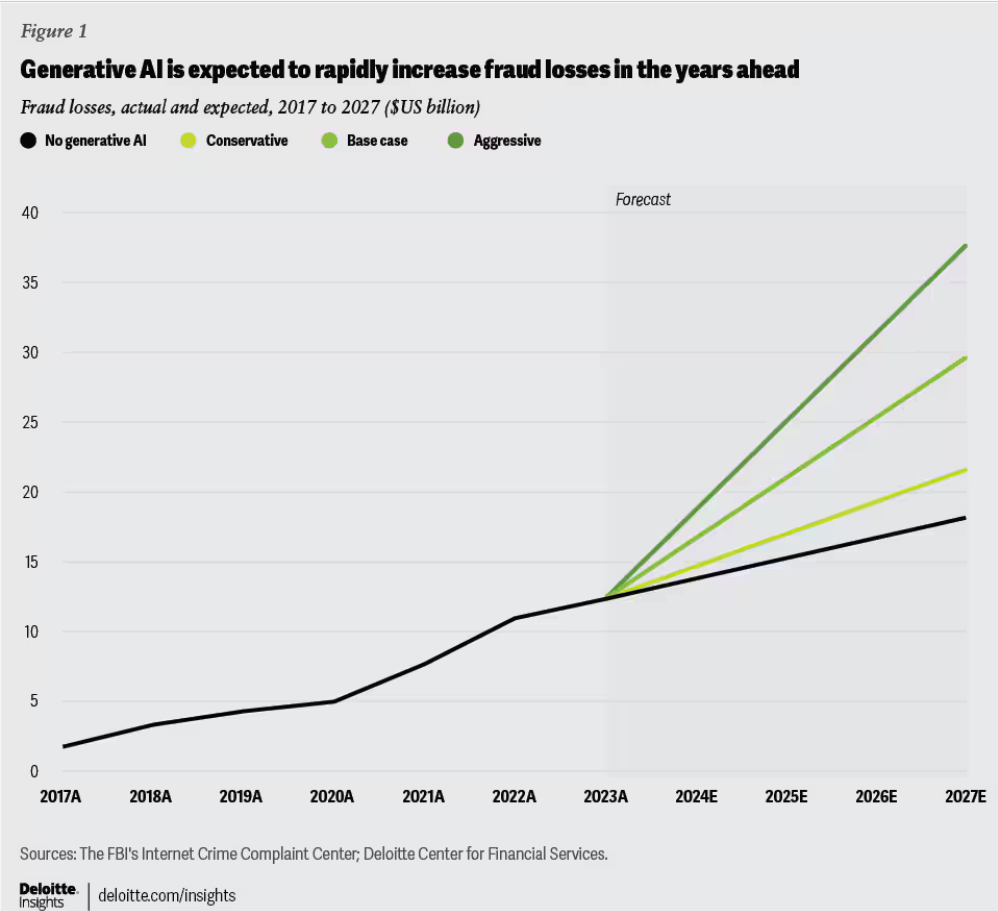 Figure 1
Generative AI is expected to rapidly increase fraud losses in the years ahead
Fraud losses, actual and expected, 2017 to 2027 ($US billion)
No generative AI Conservative Base case Aggressive
Forecast
40
35
30
25
20
15
10
5
0
2017A 2018A 2019A 2020A 2021A 2022A 2023A 2024E 2025E 2026E 2027E
Sources: The FBI's Internet Crime Complaint Center; Deloitte Center for Financial Services.
Deloitte.
Insights
deloitte.com/insights